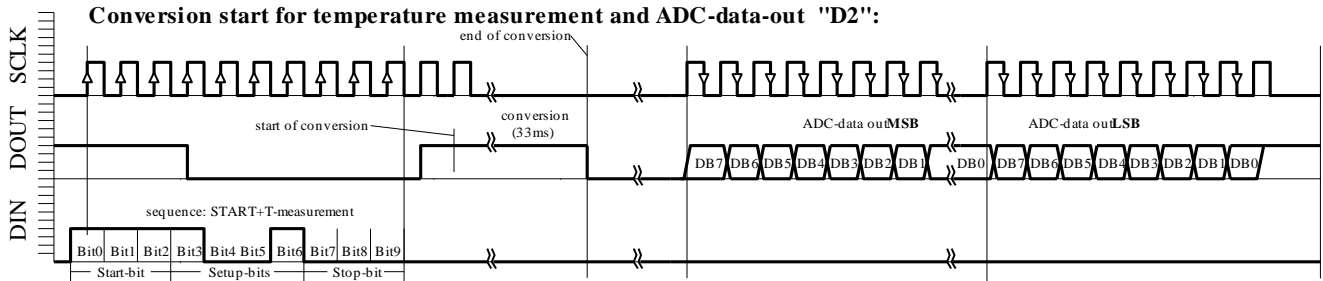 Conversion start for temperature measurement and ADC-data-out "D2":
end of conversion
SCLK
DOUT
start of conversion
conversion
(33ms)
ADC-data out MSB
ADC-data out LSB
DB7 DB6 DB5 DB4 DB3 DB2 DB1 DB0 DB7 DB6 DB5 DB4 DB3 DB2 DB1 DB0
DIN
sequence: START+T-measurement
Bit0 Bit1 Bit2 Bit3 Bit4 Bit5 Bit6 Bit7 Bit8 Bit9
Start-bit Setup-bits Stop-bit